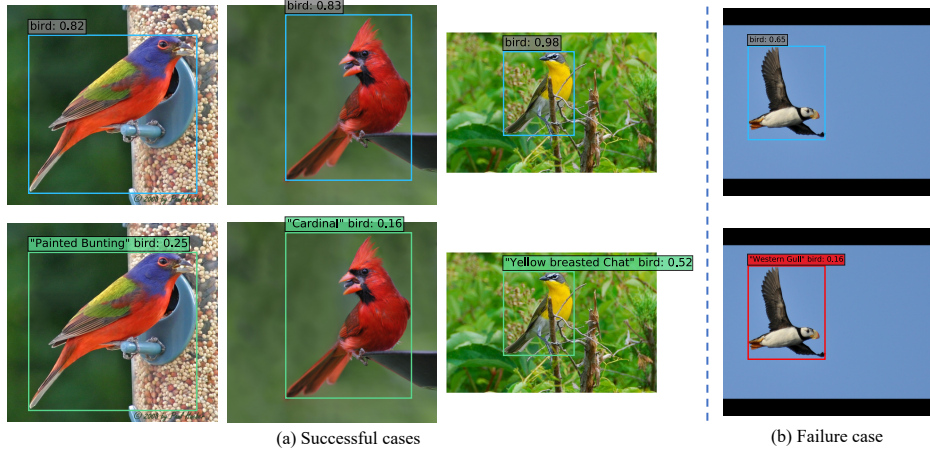 bird: 0.82
bird: 0.83
bird: 0.98
bird: 0.65
"Painted Bunting" bird: 0.25
"Cardinal" bird: 0.16
"Yellow breasted Chat" bird: 0.52
"Western Gull" bird: 0.16
(a) Successful cases
(b) Failure case